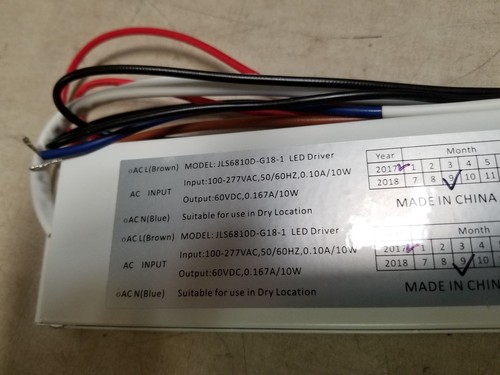 ⏚AC L(Brown) MODEL: JLS6810D-G18-1 LED Driver
AC INPUT Input:100-277VAC,50/60HZ,0.10A/10W
Output:60VDC,0.167A/10W
AC N(Blue) Suitable for use in Dry Location
Year Month
2017 1 2 3 4 5
2018 7 8 9 10 11
MADE IN CHINA
AC L(Brown) MODEL: JLS6810D-G18-1 LED Driver
AC INPUT Input:100-277VAC,50/60HZ,0.10A/10W
Output:60VDC,0.167A/10W
AC N(Blue) Suitable for use in Dry Location
Month
2017 1 2 3 4
2018 7 8 9 10
MADE IN CHINA